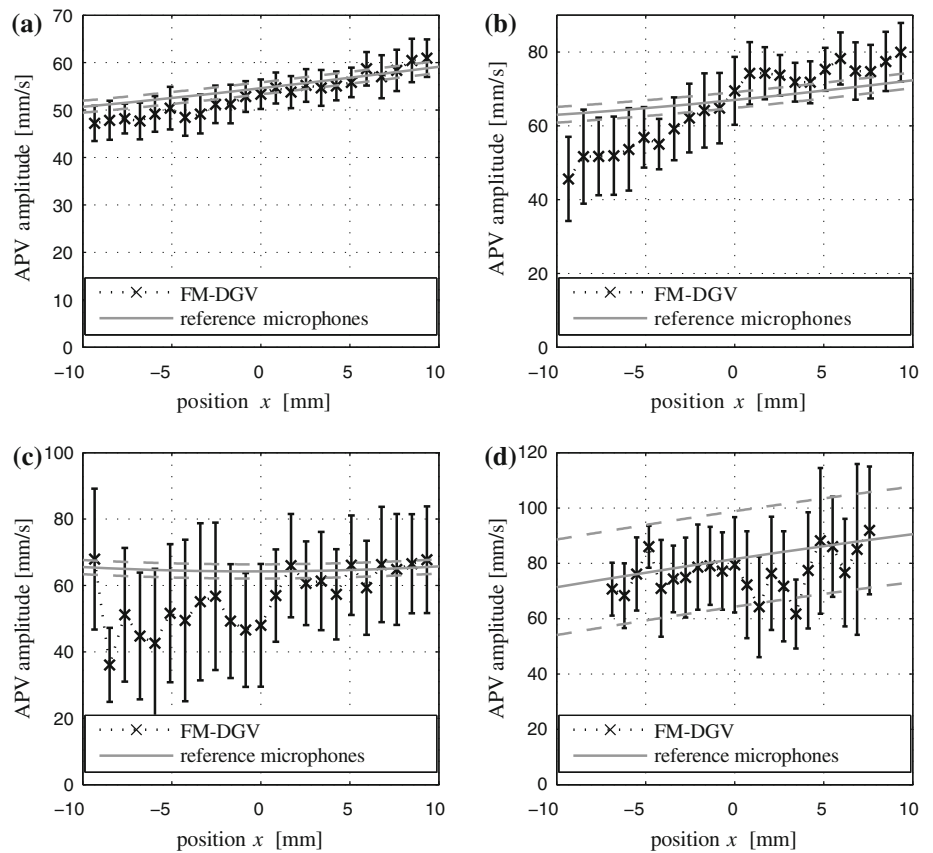 (a)
70
60
50
40
30
20
10
0
APV amplitude [mm/s]
FM-DGV
reference microphones
−10
−5
0
5
10
position x [mm]
(b)
80
60
40
20
0
APV amplitude [mm/s]
FM-DGV
reference microphones
−10
−5
0
5
10
position x [mm]
(c)
100
80
60
40
20
0
APV amplitude [mm/s]
FM-DGV
reference microphones
−10
−5
0
5
10
position x [mm]
(d)
120
100
80
60
40
20
0
APV amplitude [mm/s]
FM-DGV
reference microphones
−10
−5
0
5
10
position x [mm]